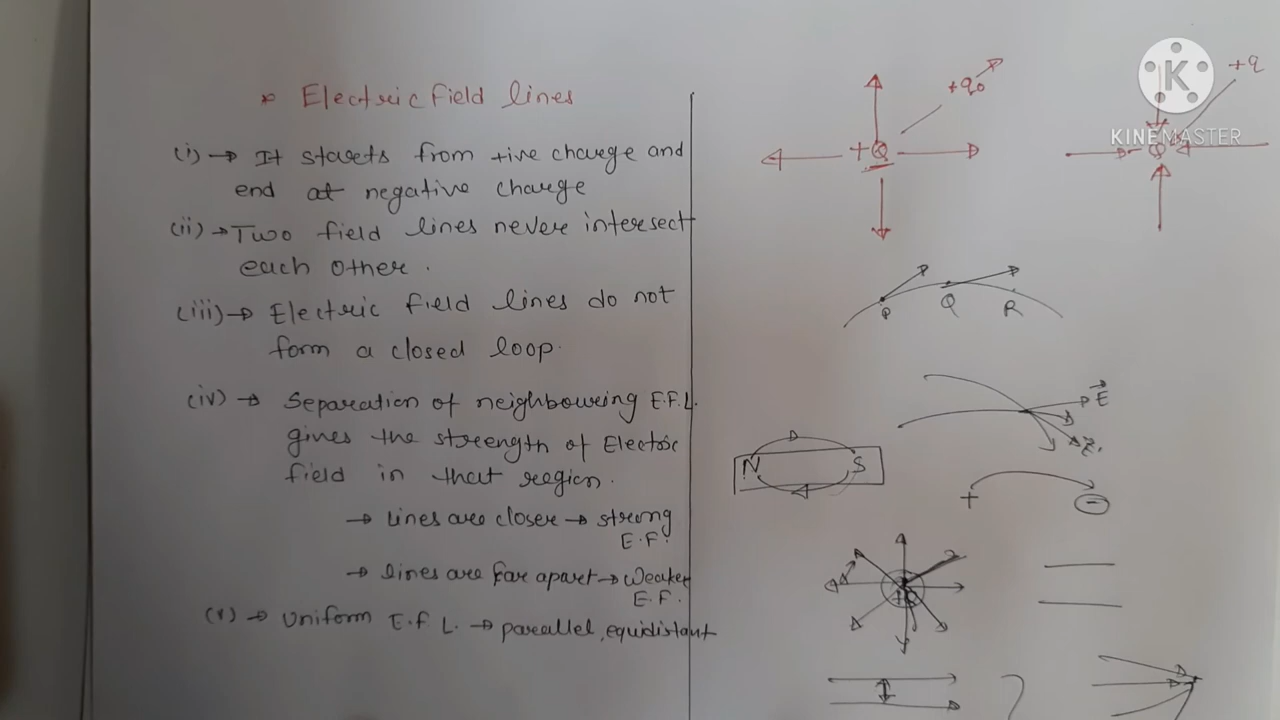 * Electric field lines
(i) → It starts from +ive charge and
end at negative charge
(ii) → Two field lines never intersect
each other.
(iii) → Electric field lines do not
form a closed loop.
(iv) → Separation of neighbouring E.F.L.
gives the strength of Electric
field in that region.
→ lines are closer → strong
E.F.
→ lines are far apart → Weaker
E.F.
(v) → Uniform E.F.L. → parallel, equidistant
+q₀
+Q
+q
K
KINEMASTER
Q
P Q R
E
N S
+ -